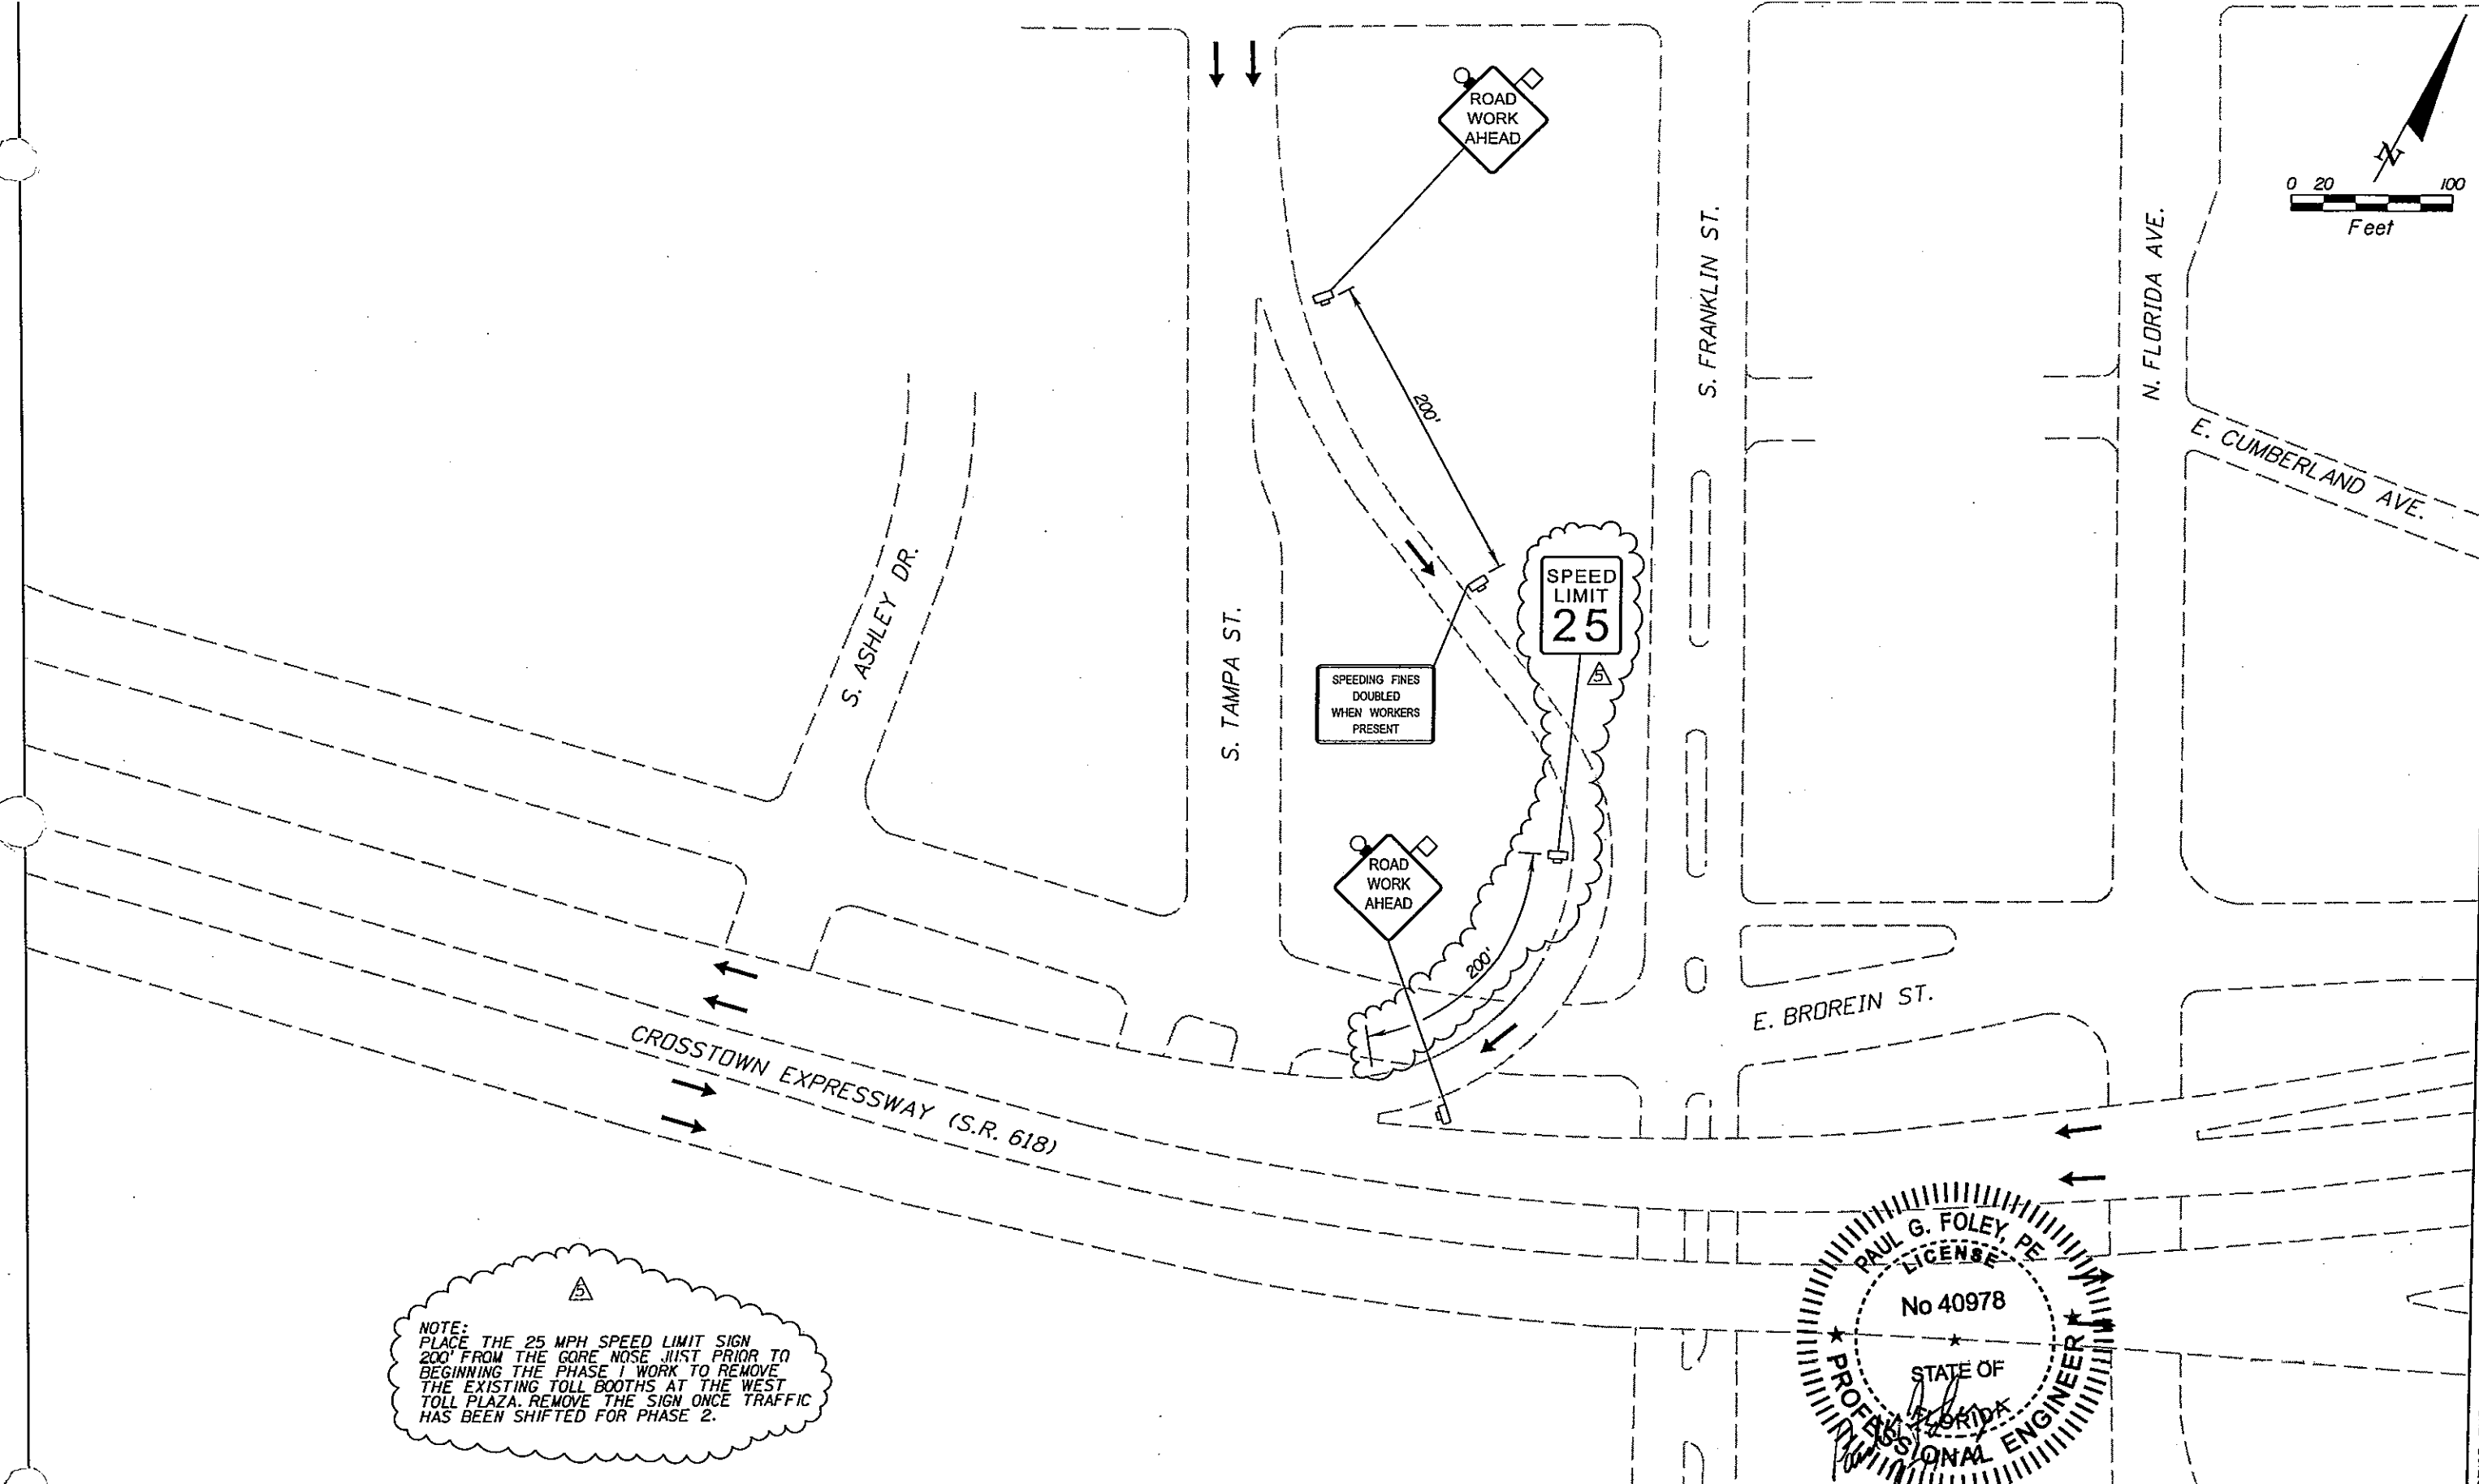 ROAD
WORK
AHEAD
N
0 20 100
Feet
S. FRANKLIN ST.
N. FLORIDA AVE.
E. CUMBERLAND AVE.
200'
S. ASHLEY DR.
S. TAMPA ST.
SPEED
LIMIT
25
5
SPEEDING FINES
DOUBLED
WHEN WORKERS
PRESENT
ROAD
WORK
AHEAD
200'
E. BROREIN ST.
CROSSTOWN EXPRESSWAY (S.R. 618)
5
NOTE:
PLACE THE 25 MPH SPEED LIMIT SIGN
200' FROM THE GORE NOSE JUST PRIOR TO
BEGINNING THE PHASE 1 WORK TO REMOVE
THE EXISTING TOLL BOOTHS AT THE WEST
TOLL PLAZA. REMOVE THE SIGN ONCE TRAFFIC
HAS BEEN SHIFTED FOR PHASE 2.
PAUL G. FOLEY, PE
LICENSE
No 40978
STATE OF
FLORIDA
PROFESSIONAL ENGINEER